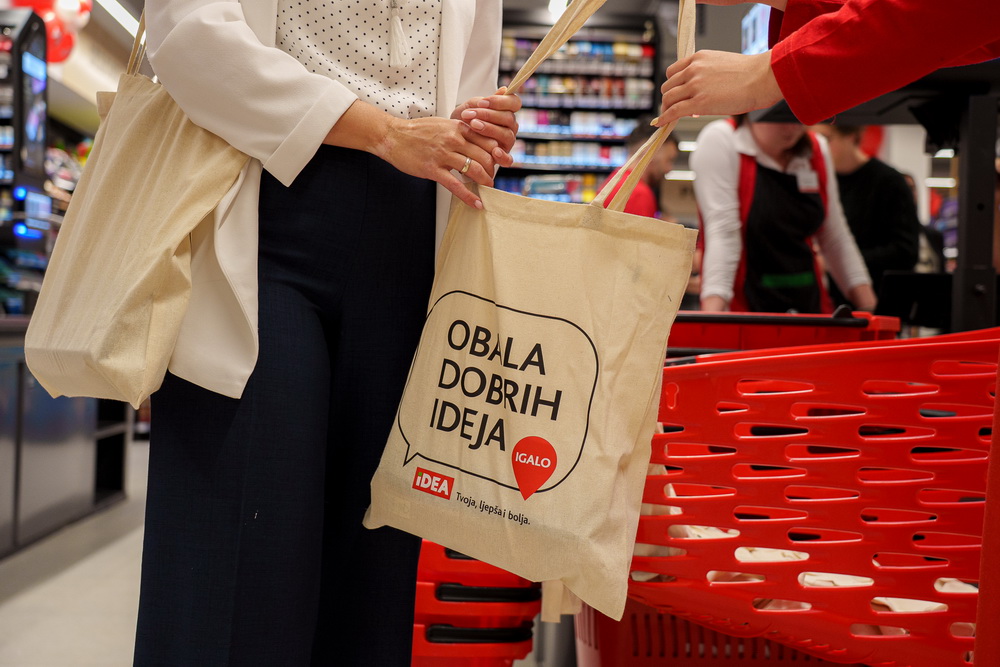 OBALA
DOBRIH
IDEJA
IGALO
iDEA Tvoja, ljepša i bolja.